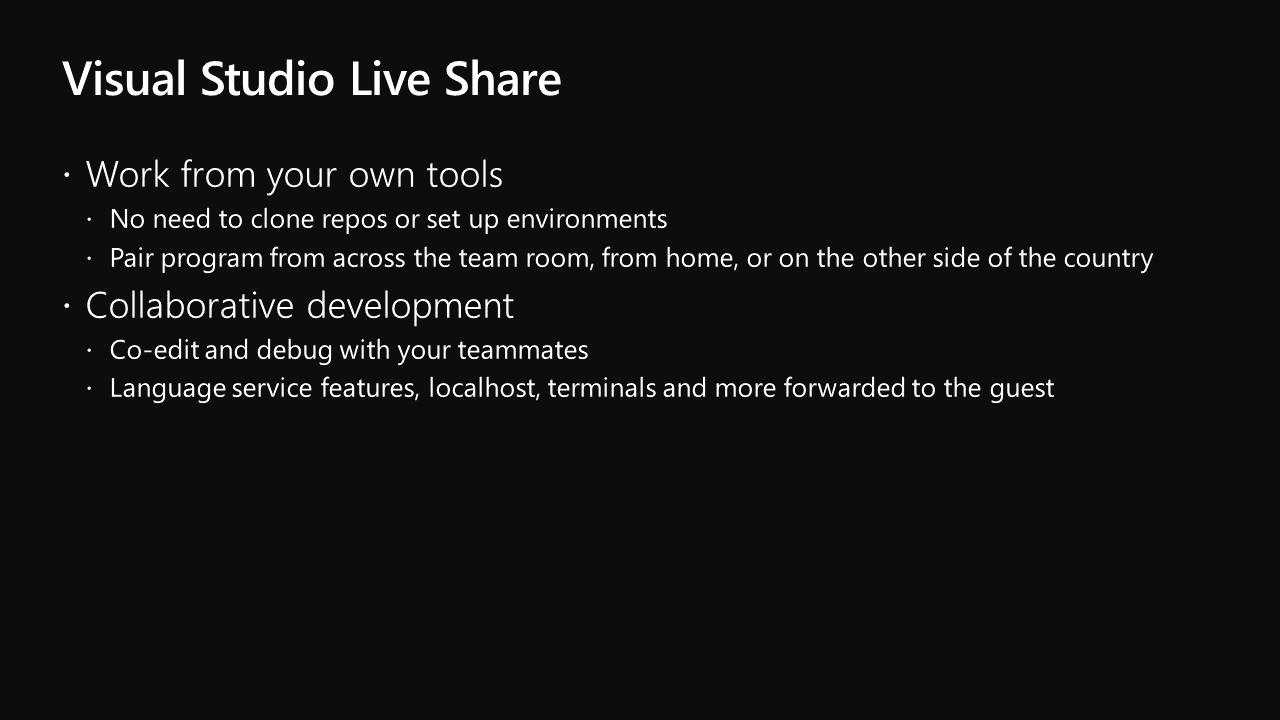 Visual Studio Live Share
· Work from your own tools
· No need to clone repos or set up environments
· Pair program from across the team room, from home, or on the other side of the country
· Collaborative development
· Co-edit and debug with your teammates
· Language service features, localhost, terminals and more forwarded to the guest